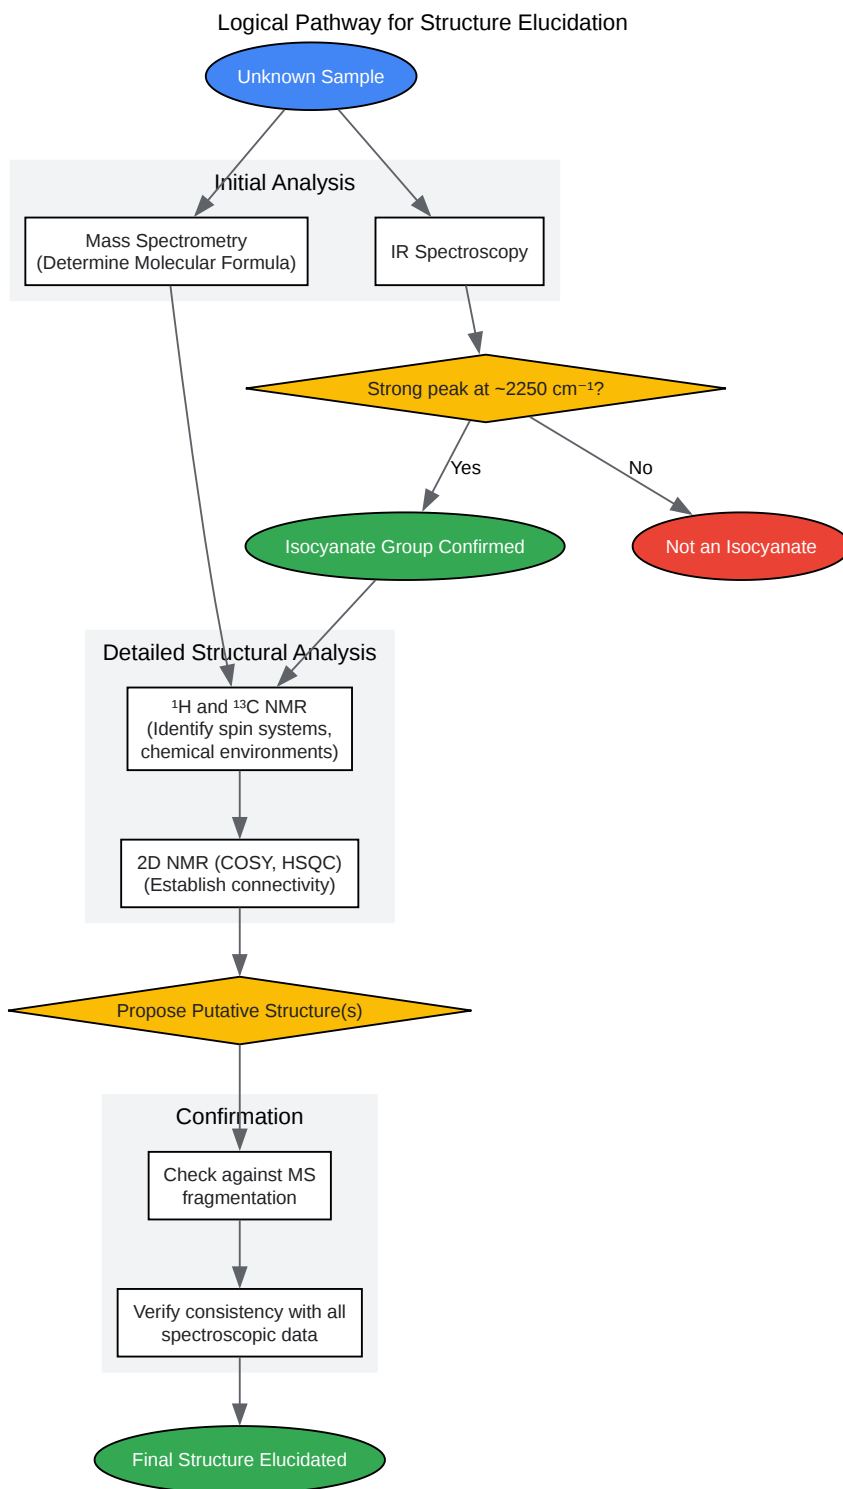 Logical Pathway for Structure Elucidation
Unknown Sample
Initial Analysis
Mass Spectrometry
(Determine Molecular Formula)
IR Spectroscopy
Strong peak at ~2250 cm⁻¹?
Yes
No
Isocyanate Group Confirmed
Not an Isocyanate
Detailed Structural Analysis
¹H and ¹³C NMR
(Identify spin systems,
chemical environments)
2D NMR (COSY, HSQC)
(Establish connectivity)
Propose Putative Structure(s)
Confirmation
Check against MS
fragmentation
Verify consistency with all
spectroscopic data
Final Structure Elucidated